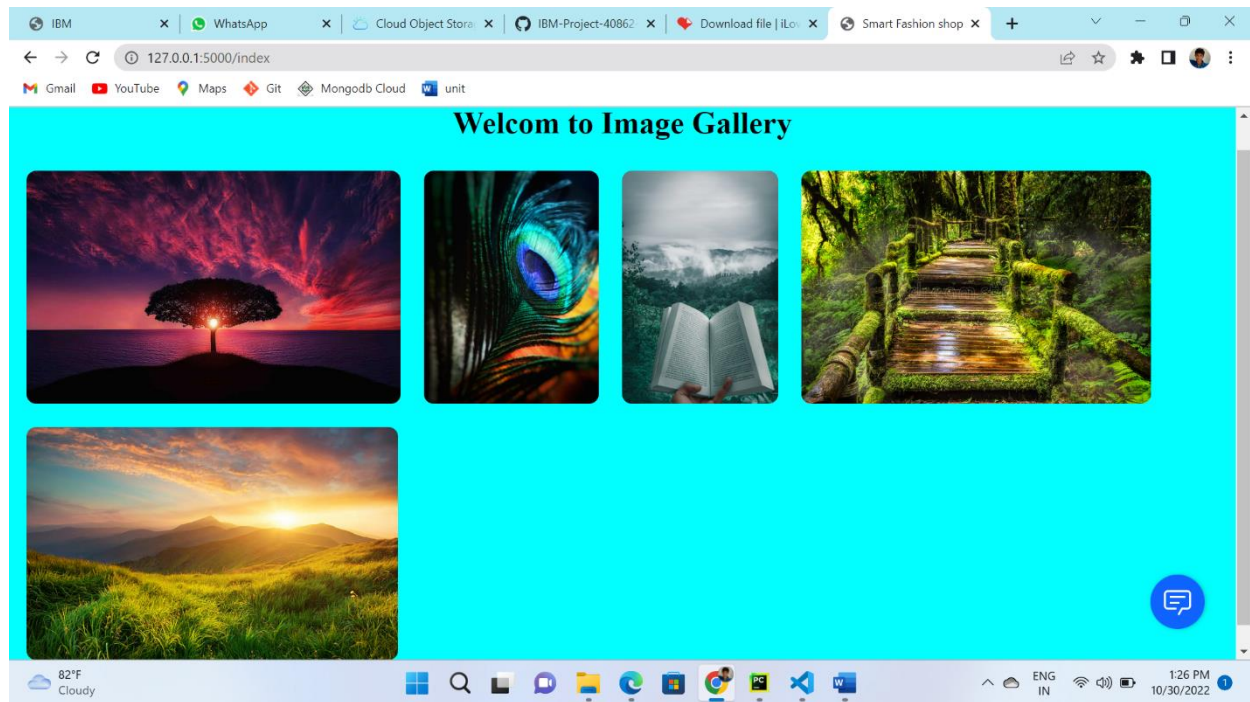 IBM
WhatsApp
Cloud Object Stora
IBM-Project-40862-
Download file | iLov
Smart Fashion shop
127.0.0.1:5000/index
Gmail
YouTube
Maps
Git
Mongodb Cloud
unit
Welcom to Image Gallery
82°F
Cloudy
ENG
IN
1:26 PM
10/30/2022
1